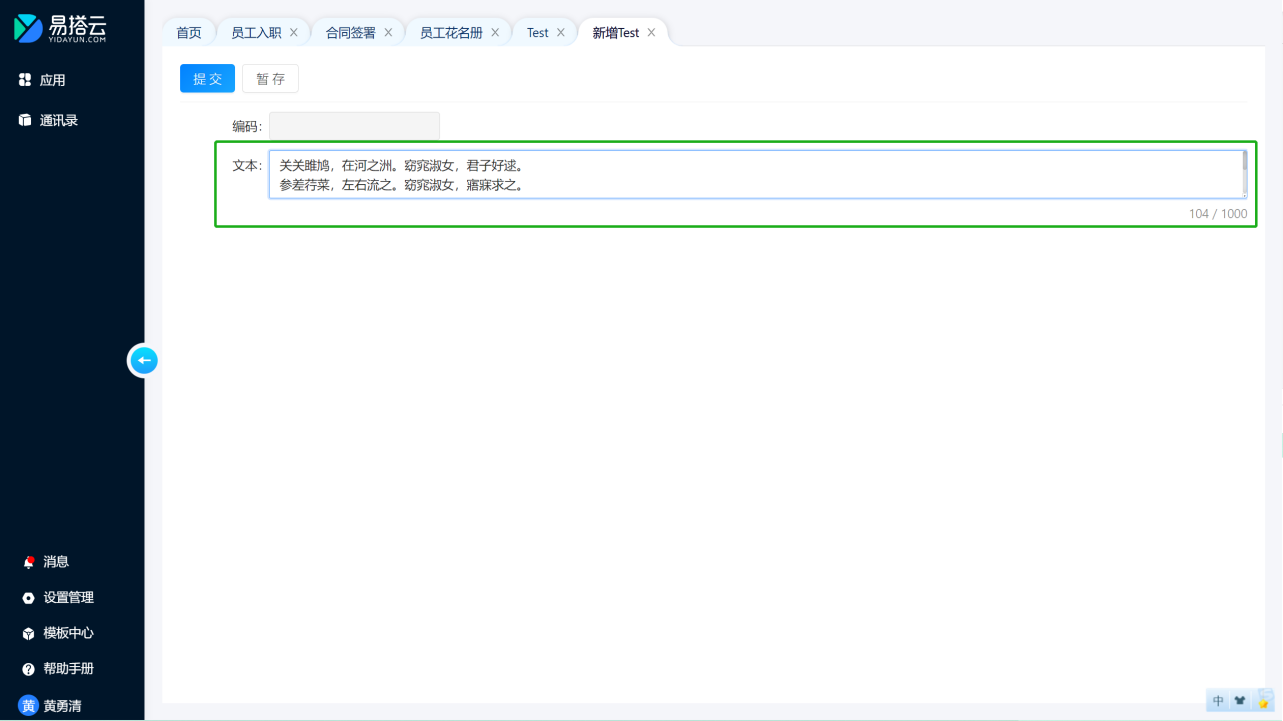 易搭云
YIDAYUN.COM
应用
通讯录
消息
设置管理
模板中心
帮助手册
黄 黄勇清
首页 员工入职 合同签署 员工花名册 Test 新增Test
提交 暂存
编码:
文本: 关关雎鸠，在河之洲。窈窕淑女，君子好逑。
参差荇菜，左右流之。窈窕淑女，寤寐求之。
104 / 1000
中